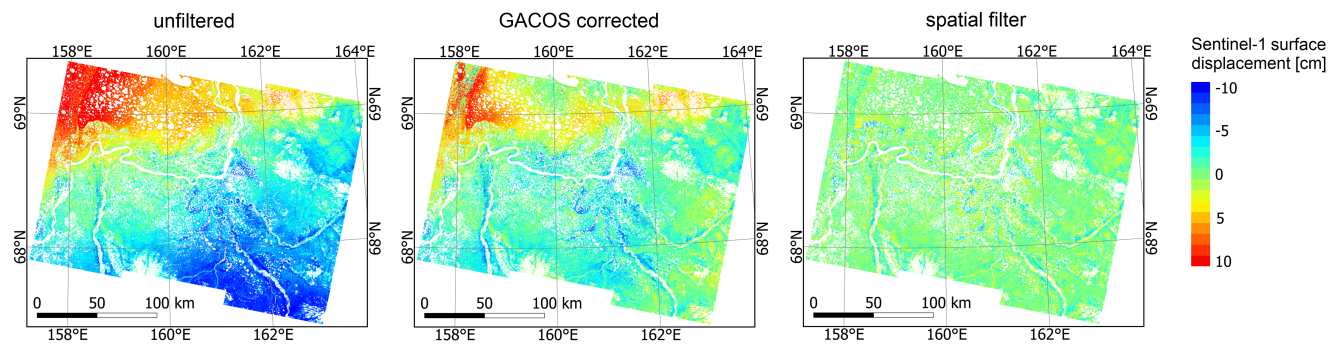 unfiltered
GACOS corrected
spatial filter
158°E 160°E 162°E 164°E
158°E 160°E 162°E 164°E
158°E 160°E 162°E 164°E
Sentinel-1 surface
displacement [cm]
-10
-5
0
5
10
69°N 69°N
69°N 69°N
69°N 69°N
68°N 68°N
68°N 68°N
68°N 68°N
0 50 100 km
0 50 100 km
0 50 100 km
158°E 160°E 162°E
158°E 160°E 162°E
158°E 160°E 162°E